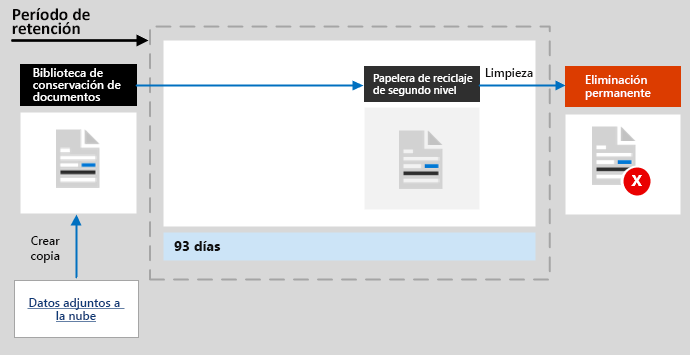 Período de
retención
Biblioteca de
conservación de
documentos
Papelera de reciclaje
de segundo nivel
Limpieza
Eliminación
permanente
X
93 días
Crear
copia
Datos adjuntos a
la nube